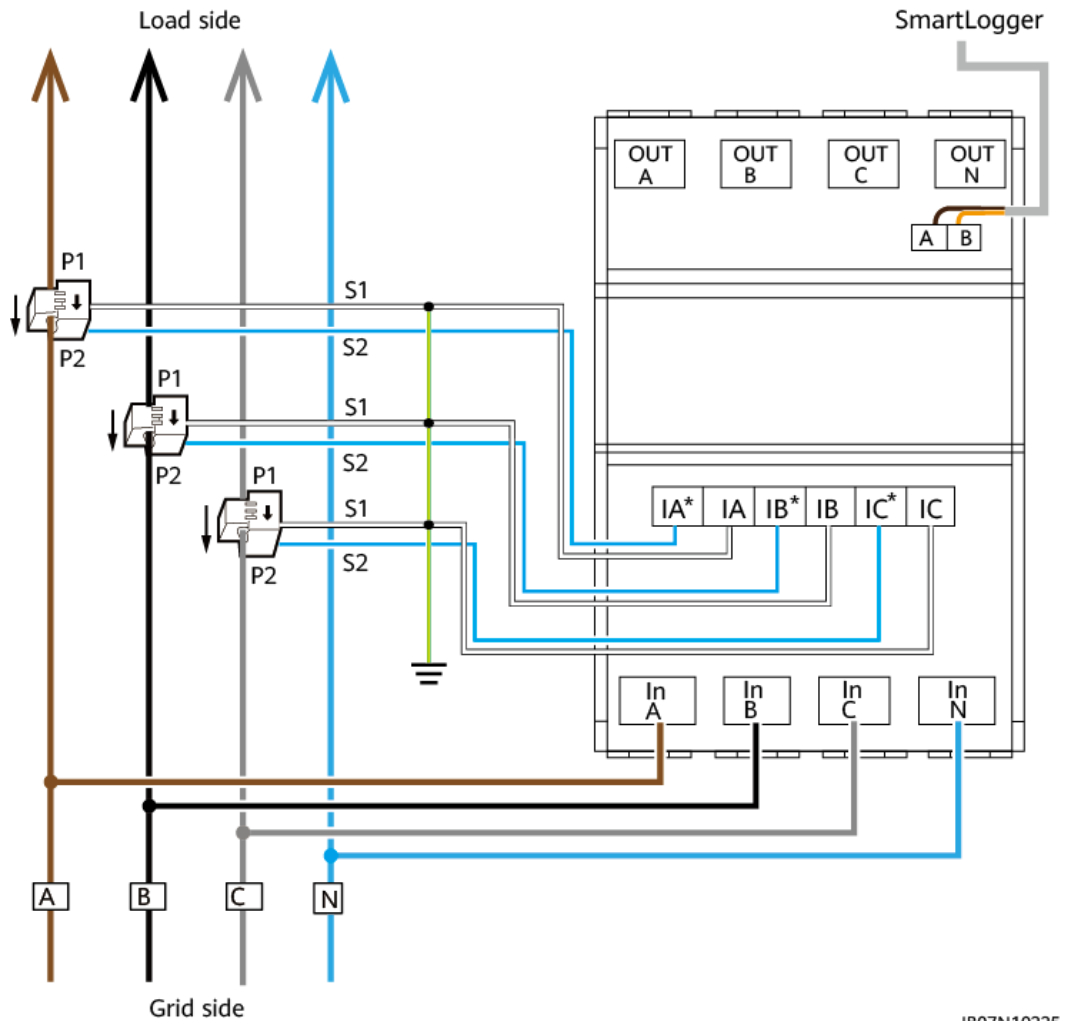 Load side
SmartLogger
OUT A
OUT B
OUT C
OUT N
A B
P1
S1
P2
S2
P1
S1
P2
S2
P1
S1
P2
S2
IA* IA IB* IB IC* IC
In A
In B
In C
In N
A
B
C
N
Grid side